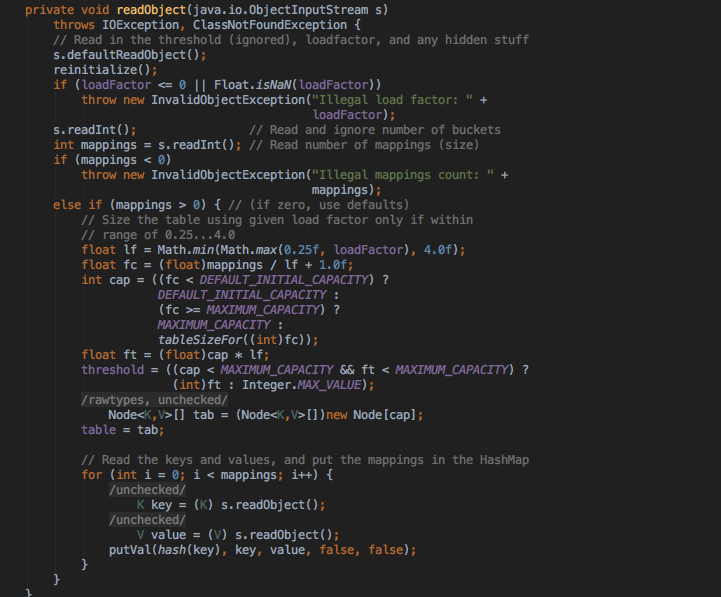 private void readObject(java.io.ObjectInputStream s)
    throws IOException, ClassNotFoundException {
    // Read in the threshold (ignored), loadfactor, and any hidden stuff
    s.defaultReadObject();
    reinitialize();
    if (loadFactor <= 0 || Float.isNaN(loadFactor))
        throw new InvalidObjectException("Illegal load factor: " +
                                         loadFactor);
    s.readInt();                // Read and ignore number of buckets
    int mappings = s.readInt(); // Read number of mappings (size)
    if (mappings < 0)
        throw new InvalidObjectException("Illegal mappings count: " +
                                         mappings);
    else if (mappings > 0) { // (if zero, use defaults)
        // Size the table using given load factor only if within
        // range of 0.25...4.0
        float lf = Math.min(Math.max(0.25f, loadFactor), 4.0f);
        float fc = (float)mappings / lf + 1.0f;
        int cap = ((fc < DEFAULT_INITIAL_CAPACITY) ?
                   DEFAULT_INITIAL_CAPACITY :
                   (fc >= MAXIMUM_CAPACITY) ?
                   MAXIMUM_CAPACITY :
                   tableSizeFor((int)fc));
        float ft = (float)cap * lf;
        threshold = ((cap < MAXIMUM_CAPACITY && ft < MAXIMUM_CAPACITY) ?
                     (int)ft : Integer.MAX_VALUE);
        /rawtypes, unchecked/
            Node<K,V>[] tab = (Node<K,V>[])new Node[cap];
        table = tab;

        // Read the keys and values, and put the mappings in the HashMap
        for (int i = 0; i < mappings; i++) {
            /unchecked/
                K key = (K) s.readObject();
            /unchecked/
                V value = (V) s.readObject();
            putVal(hash(key), key, value, false, false);
        }
    }
}